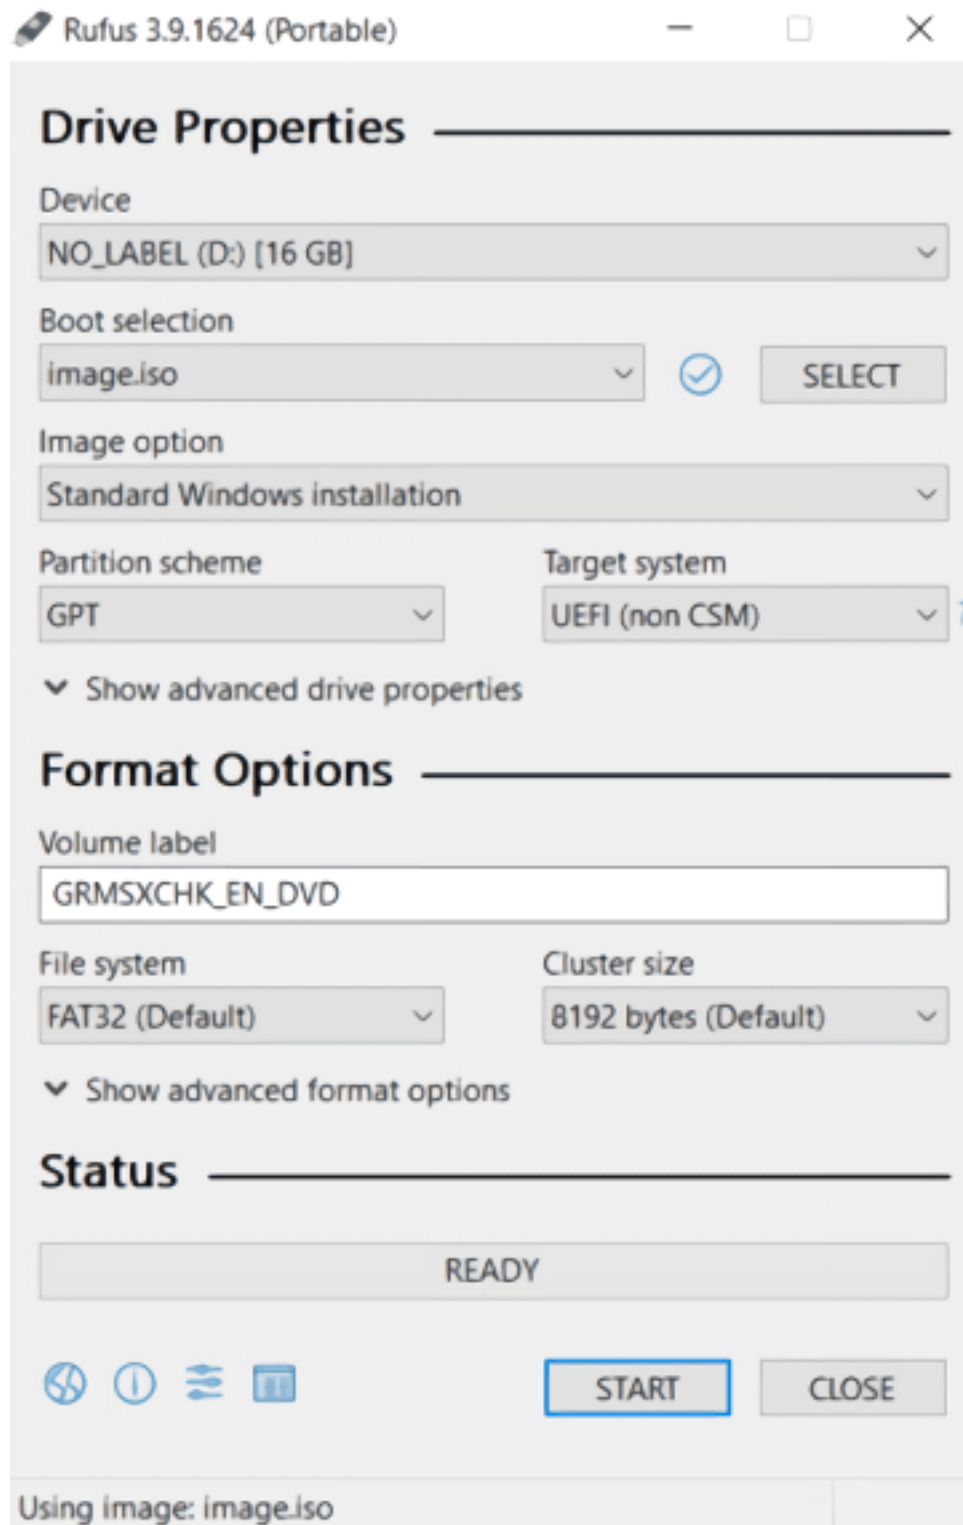 Rufus 3.9.1624 (Portable)
Drive Properties
Device
NO_LABEL (D:) [16 GB]
Boot selection
image.iso
SELECT
Image option
Standard Windows installation
Partition scheme
Target system
GPT
UEFI (non CSM)
?
Show advanced drive properties
Format Options
Volume label
GRMSXCHK_EN_DVD
File system
Cluster size
FAT32 (Default)
8192 bytes (Default)
Show advanced format options
Status
READY
START
CLOSE
Using image: image.iso